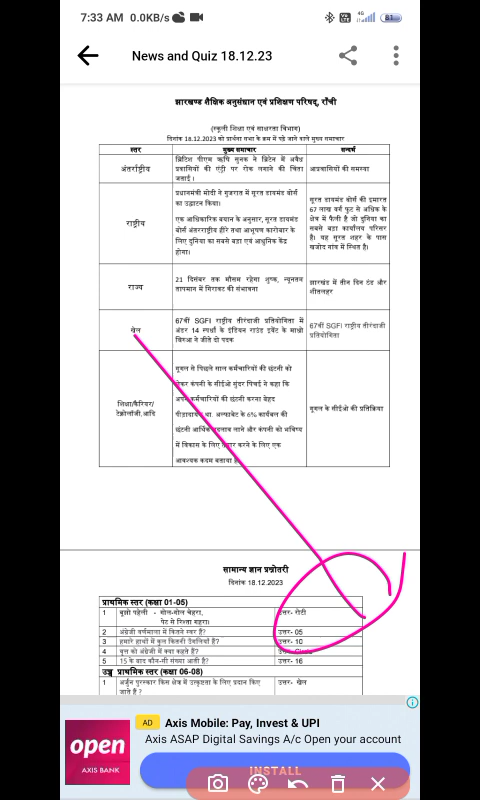 7:33 AM 0.0KB/s 4G 81
News and Quiz 18.12.23
झारखण्ड शैक्षिक अनुसंधान एवं प्रशिक्षण परिषद्, राँची
(स्कूली शिक्षा एवं साक्षरता विभाग)
दिनांक 18.12.2023 को प्रार्थना सभा के क्रम में पढ़े जाने वाले मुख्य समाचार
स्तर मुख्य समाचार सन्दर्भ
अंतर्राष्ट्रीय
ब्रिटिश पीएम ऋषि सुनक ने ब्रिटेन में अवैध
प्रवासियों की एंट्री पर रोक लगाने की चिंता
जताई।
आप्रवासियों की समस्या
राष्ट्रीय
प्रधानमंत्री मोदी ने गुजरात में सूरत डायमंड बोर्स
का उद्घाटन किया।
एक आधिकारिक बयान के अनुसार, सूरत डायमंड
बोर्स अंतरराष्ट्रीय हीरे तथा आभूषण कारोबार के
लिए दुनिया का सबसे बड़ा एवं आधुनिक केंद्र
होगा।
सूरत डायमंड बोर्स की इमारत
67 लाख वर्ग फुट से अधिक के
क्षेत्र में फैली है जो दुनिया का
सबसे बड़ा कार्यालय परिसर
है। यह सूरत शहर के पास
खजोद गांव में स्थित है।
राज्य
21 दिसंबर तक मौसम रहेगा शुष्क, न्यूनतम
तापमान में गिरावट की संभावना
झारखंड में तीन दिन ठंड और
शीतलहर
खेल
67वीं SGFI राष्ट्रीय तीरंदाजी प्रतियोगिता में
अंडर 14 स्पर्धा के इंडियन राउंड इवेंट के माझी
बिरुआ ने जीते दो पदक
67वीं SGFI राष्ट्रीय तीरंदाजी
प्रतियोगिता
शिक्षा/कैरियर/
टेक्नोलॉजी,आदि
गूगल से पिछले साल कर्मचारियों की छंटनी को
लेकर कंपनी के सीईओ सुंदर पिचाई ने कहा कि
कर्मचारियों की छंटनी करना बेहद
था. अल्फाबेट के 6% कार्यबल की
छंटनी आर्थिक बदलाव लाने और कंपनी को भविष्य
में विकास के लिए तैयार करने के लिए एक
आवश्यक कदम बताया है
गूगल के सीईओ की प्रतिक्रिया
सामान्य ज्ञान प्रश्नोत्तरी
दिनांक 18.12.2023
प्राथमिक स्तर (कक्षा 01-05)
1 बुझो पहेली - गोल-गोल चेहरा,
पेट से रिश्ता गहरा। उत्तर- रोटी
2 अंग्रेजी वर्णमाला में कितने स्वर हैं? उत्तर- 05
3 हमारे हाथों में कुल कितनी उँगलियाँ हैं? उत्तर- 10
4 वृत्त को अंग्रेजी में क्या कहते हैं? उत्तर- Circle
5 15 के बाद कौन-सी संख्या आती है? उत्तर- 16
उच्च प्राथमिक स्तर (कक्षा 06-08)
1 अर्जुन पुरस्कार किस क्षेत्र में उत्कृष्टता के लिए प्रदान किए
जाते हैं ? उत्तर- खेल
open
AXIS BANK
AD Axis Mobile: Pay, Invest & UPI
Axis ASAP Digital Savings A/c Open your account
INSTALL